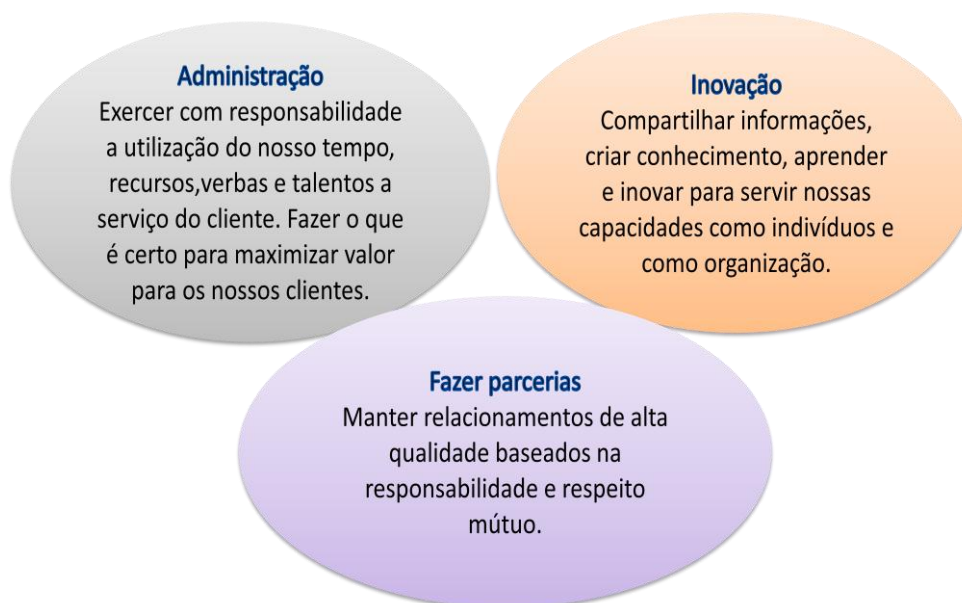 Administração
Exercer com responsabilidade
a utilização do nosso tempo,
recursos,verbas e talentos a
serviço do cliente. Fazer o que
é certo para maximizar valor
para os nossos clientes.
Inovação
Compartilhar informações,
criar conhecimento, aprender
e inovar para servir nossas
capacidades como indivíduos e
como organização.
Fazer parcerias
Manter relacionamentos de alta
qualidade baseados na
responsabilidade e respeito
mútuo.